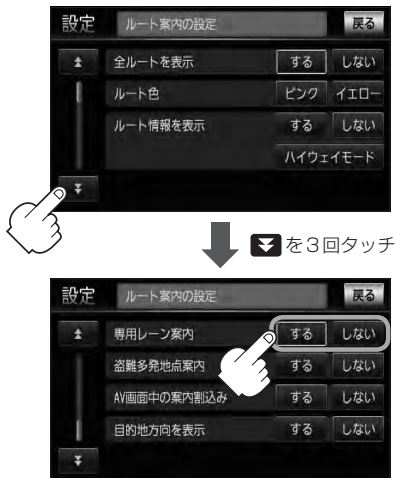 設定 ルート案内の設定 戻る
全ルートを表示 する しない
ルート色 ピンク イエロー
ルート情報を表示 する しない
ハイウェイモード
を3回タッチ
設定 ルート案内の設定 戻る
専用レーン案内 する しない
盗難多発地点案内 する しない
AV画面中の案内割込み する しない
目的地方向を表示 する しない